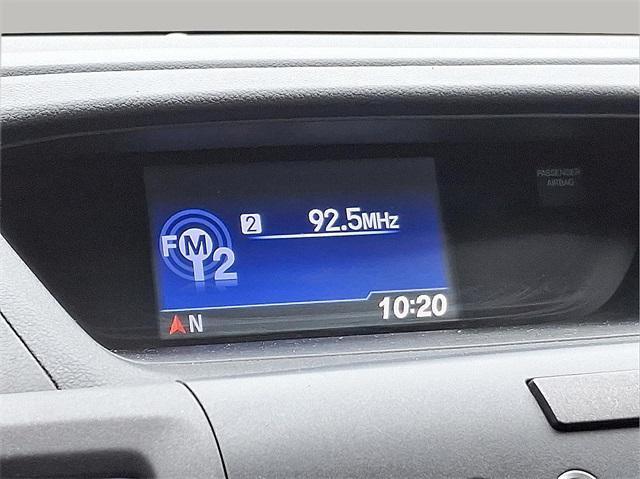 PASSENGER
AIRBAG
2 92.5MHz
FM2
10:20
N